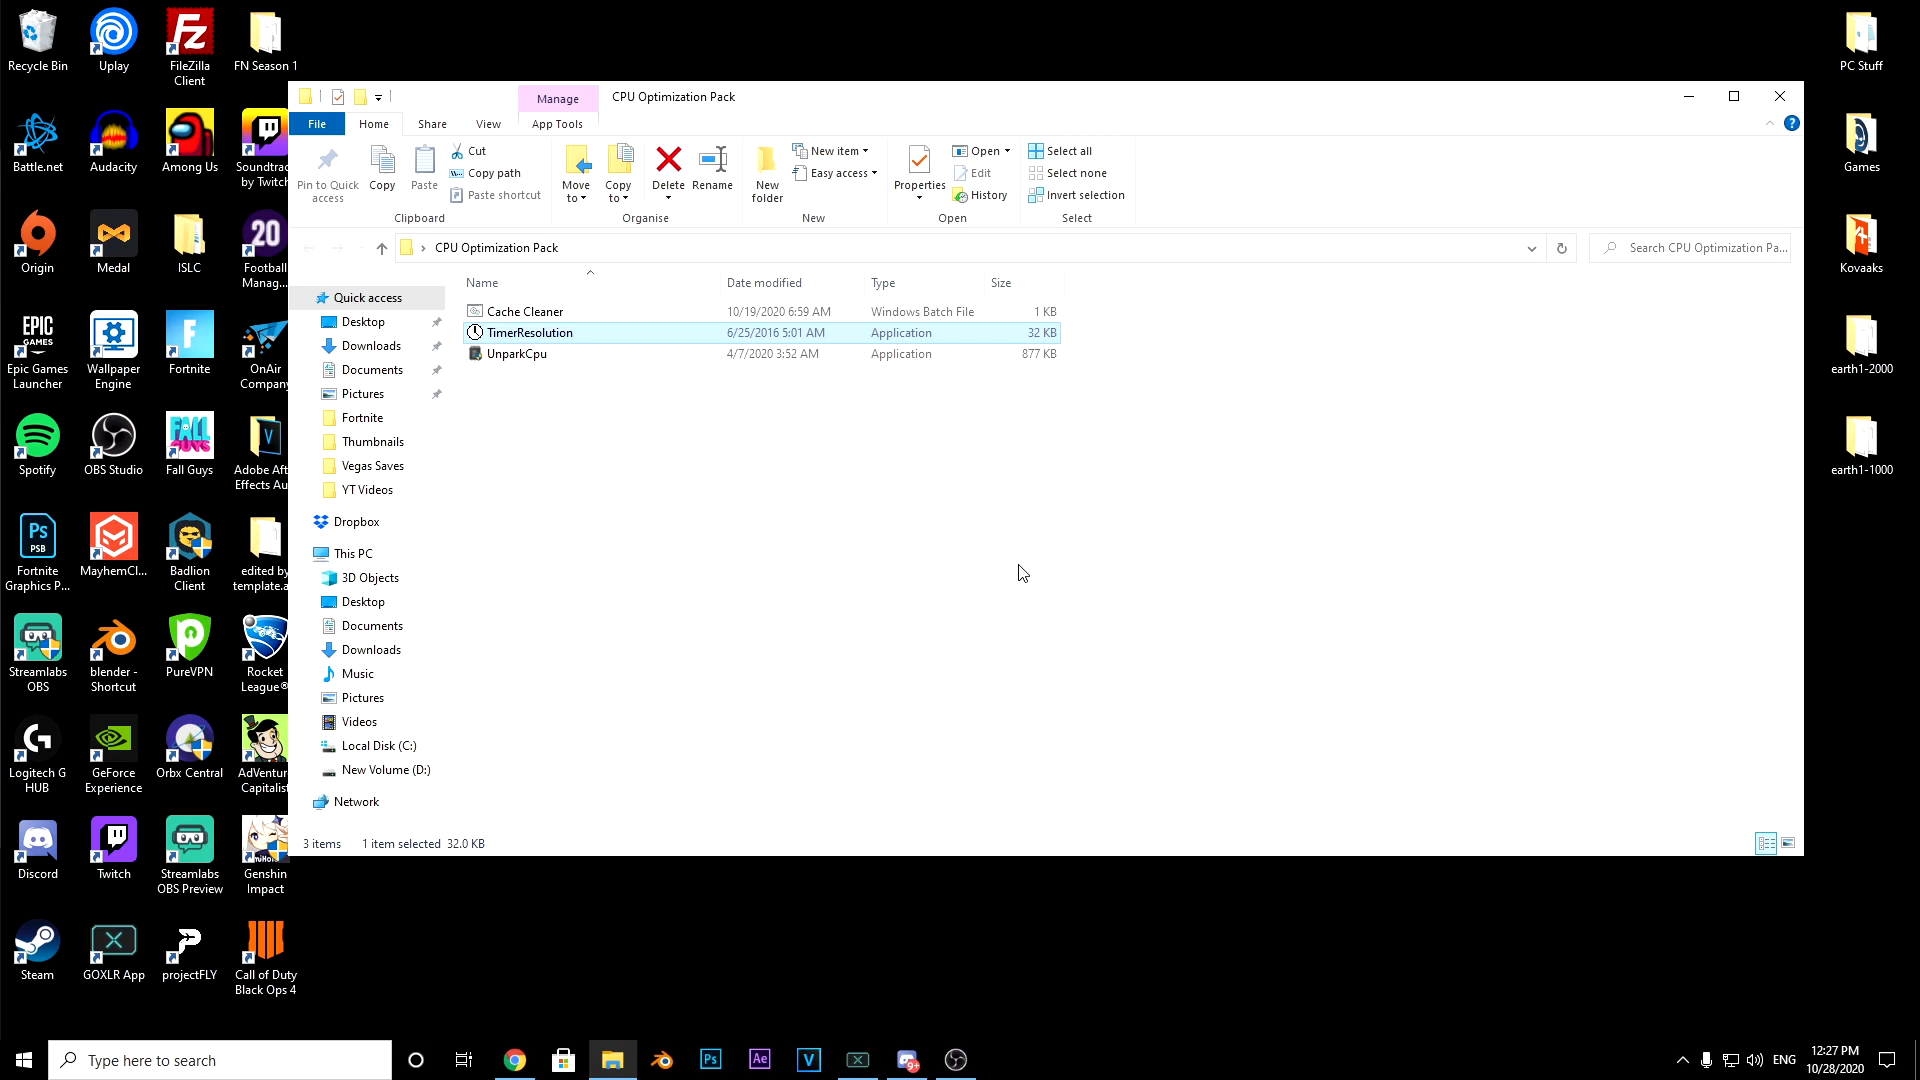 Recycle Bin
Uplay
FileZilla
Client
FN Season 1
PC Stuff
Battle.net
Audacity
Among Us
Soundtrac
by Twitch
Games
Origin
Medal
ISLC
20
Football
Manag...
Kovaaks
EPIC
GAMES
Epic Games
Launcher
Wallpaper
Engine
Fortnite
OnAir
Company
earth1-2000
Spotify
OBS Studio
FALL
GUYS
Fall Guys
Adobe Aft
Effects Au
earth1-1000
Ps
PSB
Fortnite
Graphics P...
MayhemCl...
Badlion
Client
edited by
template.a
Streamlabs
OBS
blender -
Shortcut
PureVPN
Rocket
League®
Logitech G
HUB
GeForce
Experience
Orbx Central
AdVentur
Capitalist
Discord
Twitch
Streamlabs
OBS Preview
Genshin
Impact
Steam
GOXLR App
projectFLY
Call of Duty
Black Ops 4
Manage
CPU Optimization Pack
File
Home
Share
View
App Tools
Pin to Quick
access
Copy
Paste
Cut
Copy path
Paste shortcut
Clipboard
Move
to
Copy
to
Delete
Rename
Organise
New
folder
New item
Easy access
New
Properties
Open
Edit
History
Open
Select all
Select none
Invert selection
Select
CPU Optimization Pack
Search CPU Optimization Pa...
Name
Date modified
Type
Size
Cache Cleaner 10/19/2020 6:59 AM Windows Batch File 1 KB
TimerResolution 6/25/2016 5:01 AM Application 32 KB
UnparkCpu 4/7/2020 3:52 AM Application 877 KB
Quick access
Desktop
Downloads
Documents
Pictures
Fortnite
Thumbnails
Vegas Saves
YT Videos
Dropbox
This PC
3D Objects
Desktop
Documents
Downloads
Music
Pictures
Videos
Local Disk (C:)
New Volume (D:)
Network
3 items 1 item selected 32.0 KB
Type here to search
Ps
Ae
V
9+
ENG
12:27 PM
10/28/2020